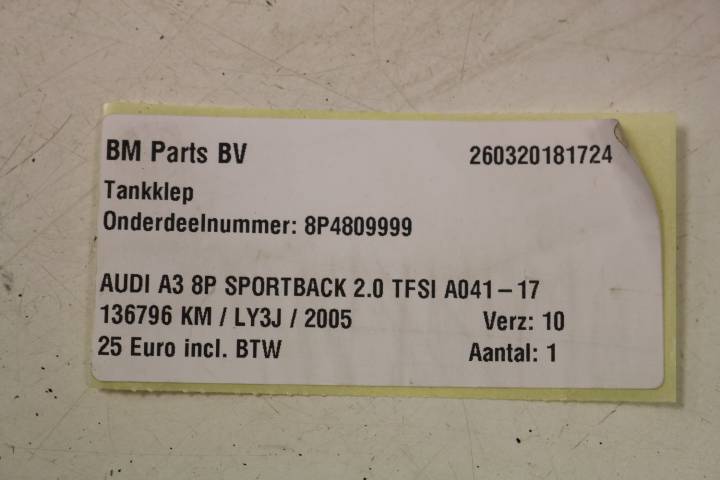 BM Parts BV 260320181724
Tankklep
Onderdeelnummer: 8P4809999
AUDI A3 8P SPORTBACK 2.0 TFSI A041-17
136796 KM / LY3J / 2005 Verz: 10
25 Euro incl. BTW Aantal: 1